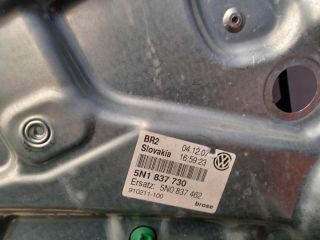 BR2 04.12.07
Slovakia 16:59:23
5N1 837 730
Ersatz: 5N0 837 462
910211-100
brose